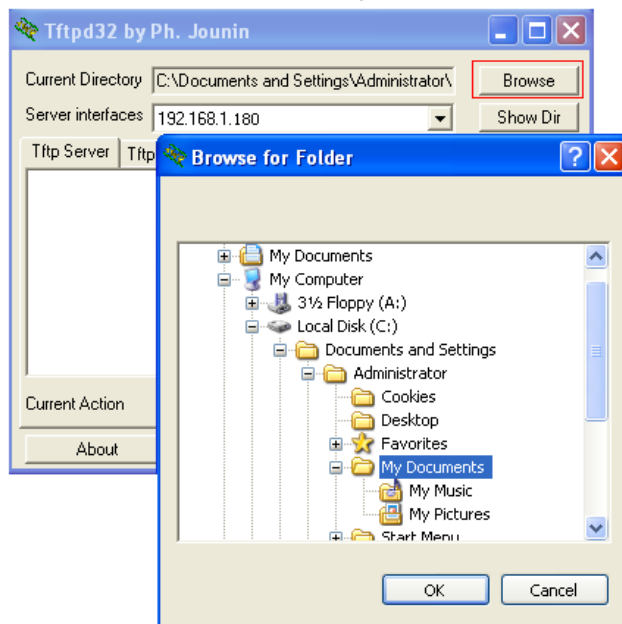 Tftpd32 by Ph. Jounin
Current Directory C:\Documents and Settings\Administrator\ Browse
Server interfaces 192.168.1.180 Show Dir
Tftp Server Tftp
Browse for Folder
My Documents
My Computer
3½ Floppy (A:)
Local Disk (C:)
Documents and Settings
Administrator
Cookies
Desktop
Favorites
My Documents
My Music
My Pictures
Start Menu
Current Action
About
OK Cancel